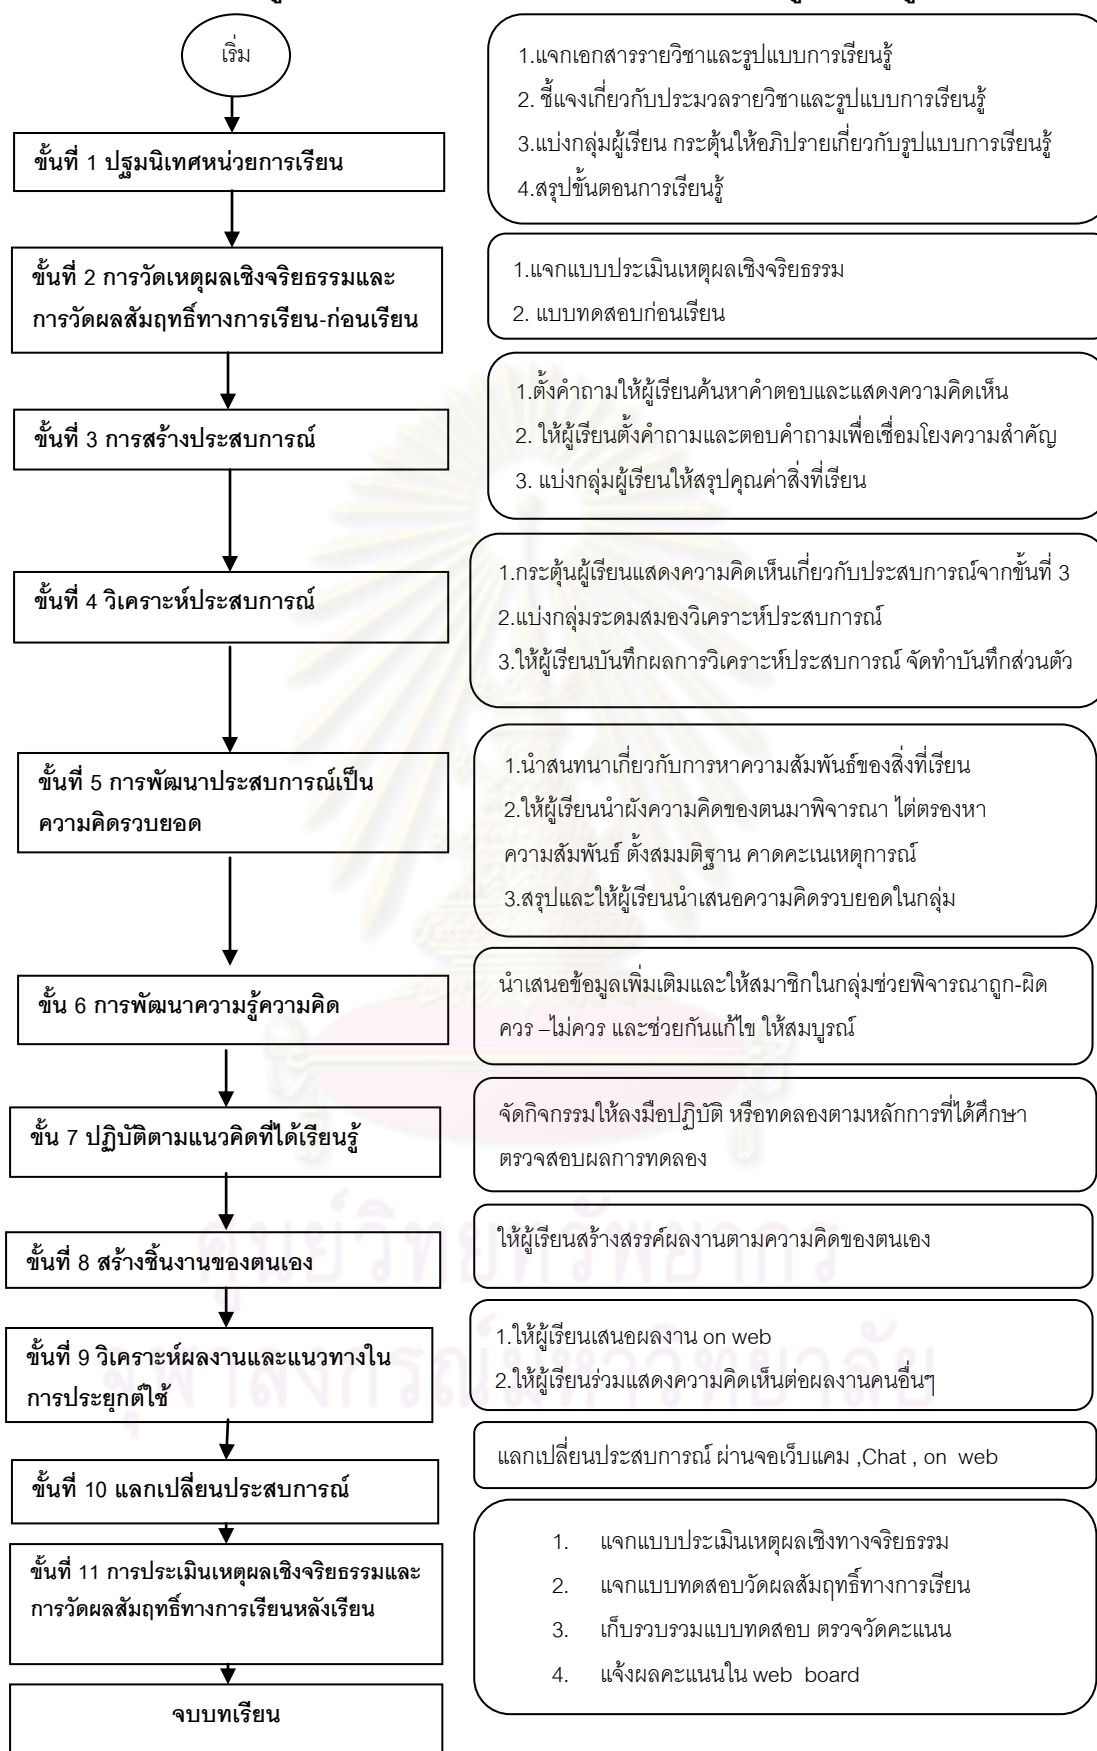 เริ่ม
1.แจกเอกสารรายวิชาและรูปแบบการเรียนรู้
2. ชี้แจงเกี่ยวกับประมวลรายวิชาและรูปแบบการเรียนรู้
3.แบ่งกลุ่มผู้เรียน กระตุ้นให้อภิปรายเกี่ยวกับรูปแบบการเรียนรู้
4.สรุปขั้นตอนการเรียนรู้
ขั้นที่ 1 ปฐมนิเทศหน่วยการเรียน
ขั้นที่ 2 การวัดเหตุผลเชิงจริยธรรมและ
การวัดผลสัมฤทธิ์ทางการเรียน-ก่อนเรียน
1.แจกแบบประเมินเหตุผลเชิงจริยธรรม
2. แบบทดสอบก่อนเรียน
ขั้นที่ 3 การสร้างประสบการณ์
1.ตั้งคำถามให้ผู้เรียนค้นหาคำตอบและแสดงความคิดเห็น
2. ให้ผู้เรียนตั้งคำถามและตอบคำถามเพื่อเชื่อมโยงความสำคัญ
3. แบ่งกลุ่มผู้เรียนให้สรุปคุณค่าสิ่งที่เรียน
ขั้นที่ 4 วิเคราะห์ประสบการณ์
1.กระตุ้นผู้เรียนแสดงความคิดเห็นเกี่ยวกับประสบการณ์จากขั้นที่ 3
2.แบ่งกลุ่มระดมสมองวิเคราะห์ประสบการณ์
3.ให้ผู้เรียนบันทึกผลการวิเคราะห์ประสบการณ์ จัดทำบันทึกส่วนตัว
ขั้นที่ 5 การพัฒนาประสบการณ์เป็น
ความคิดรวบยอด
1.นำสนทนาเกี่ยวกับการหาความสัมพันธ์ของสิ่งที่เรียน
2.ให้ผู้เรียนนำผังความคิดของตนมาพิจารณา ไต่ตรองหา
ความสัมพันธ์ ตั้งสมมติฐาน คาดคะเนเหตุการณ์
3.สรุปและให้ผู้เรียนนำเสนอความคิดรวบยอดในกลุ่ม
ขั้น 6 การพัฒนาความรู้ความคิด
นำเสนอข้อมูลเพิ่มเติมและให้สมาชิกในกลุ่มช่วยพิจารณาถูก-ผิด
ควร –ไม่ควร และช่วยกันแก้ไข ให้สมบูรณ์
ขั้น 7 ปฏิบัติตามแนวคิดที่ได้เรียนรู้
จัดกิจกรรมให้ลงมือปฏิบัติ หรือทดลองตามหลักการที่ได้ศึกษา
ตรวจสอบผลการทดลอง
ขั้นที่ 8 สร้างชิ้นงานของตนเอง
ให้ผู้เรียนสร้างสรรค์ผลงานตามความคิดของตนเอง
ศูนย์วิทยทรัพยากร
จุฬาลงกรณ์มหาวิทยาลัย
ขั้นที่ 9 วิเคราะห์ผลงานและแนวทางใน
การประยุกต์ใช้
1.ให้ผู้เรียนเสนอผลงาน on web
2.ให้ผู้เรียนร่วมแสดงความคิดเห็นต่อผลงานคนอื่นๆ
ขั้นที่ 10 แลกเปลี่ยนประสบการณ์
แลกเปลี่ยนประสบการณ์ ผ่านจอเว็บแคม ,Chat , on web
ขั้นที่ 11 การประเมินเหตุผลเชิงจริยธรรมและ
การวัดผลสัมฤทธิ์ทางการเรียนหลังเรียน
1. แจกแบบประเมินเหตุผลเชิงทางจริยธรรม
2. แจกแบบทดสอบวัดผลสัมฤทธิ์ทางการเรียน
3. เก็บรวบรวมแบบทดสอบ ตรวจวัดคะแนน
4. แจ้งผลคะแนนใน web board
จบบทเรียน